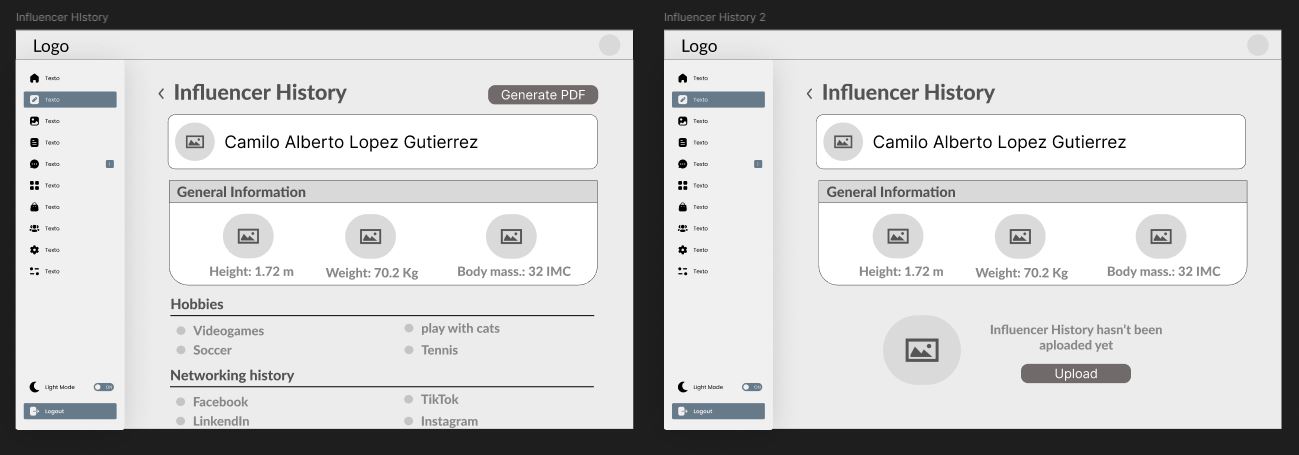 Influencer HIstory
Logo
Texto
Texto
Texto
Texto
Texto
Texto
Texto
Texto
Texto
Texto
Light Mode
ON
Logout
Influencer History
Generate PDF
Camilo Alberto Lopez Gutierrez
General Information
Height: 1.72 m
Weight: 70.2 Kg
Body mass.: 32 IMC
Hobbies
Videogames
play with cats
Soccer
Tennis
Networking history
Facebook
TikTok
LinkendIn
Instagram
Influencer History 2
Logo
Texto
Texto
Texto
Texto
Texto
Texto
Texto
Texto
Texto
Texto
Light Mode
ON
Logout
Influencer History
Camilo Alberto Lopez Gutierrez
General Information
Height: 1.72 m
Weight: 70.2 Kg
Body mass.: 32 IMC
Influencer History hasn't been
aploaded yet
Upload